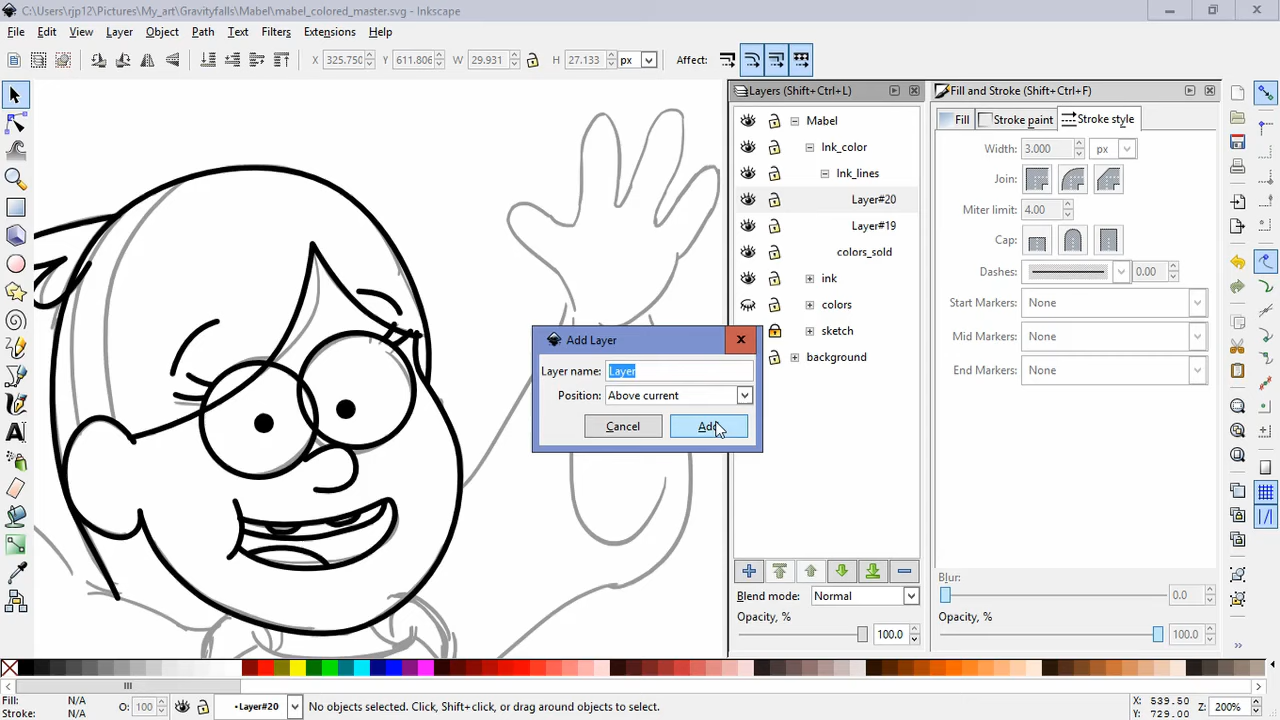 C:\Users\rjp12\Pictures\My_art\Gravityfalls\Mabel\mabel_colored_master.svg - Inkscape
File Edit View Layer Object Path Text Filters Extensions Help
X 325.750 Y 611.806 W 29.931 H 27.133 px Affect:
Layers (Shift+Ctrl+L)
Mabel
Ink_color
Ink_lines
Layer#20
Layer#19
colors_sold
ink
colors
sketch
background
Blend mode: Normal
Opacity, %
100.0
Fill and Stroke (Shift+Ctrl+F)
Fill Stroke paint Stroke style
Width: 3.000 px
Join:
Miter limit: 4.00
Cap:
Dashes: 0.00
Start Markers: None
Mid Markers: None
End Markers: None
Blur:
0.0
Opacity, %
100.0
Add Layer
Layer name: Layer
Position: Above current
Cancel Add
Fill: N/A
Stroke: N/A
O: 100
•Layer#20
No objects selected. Click, Shift+click, or drag around objects to select.
X: 539.50
Y: 729.00
Z: 200%